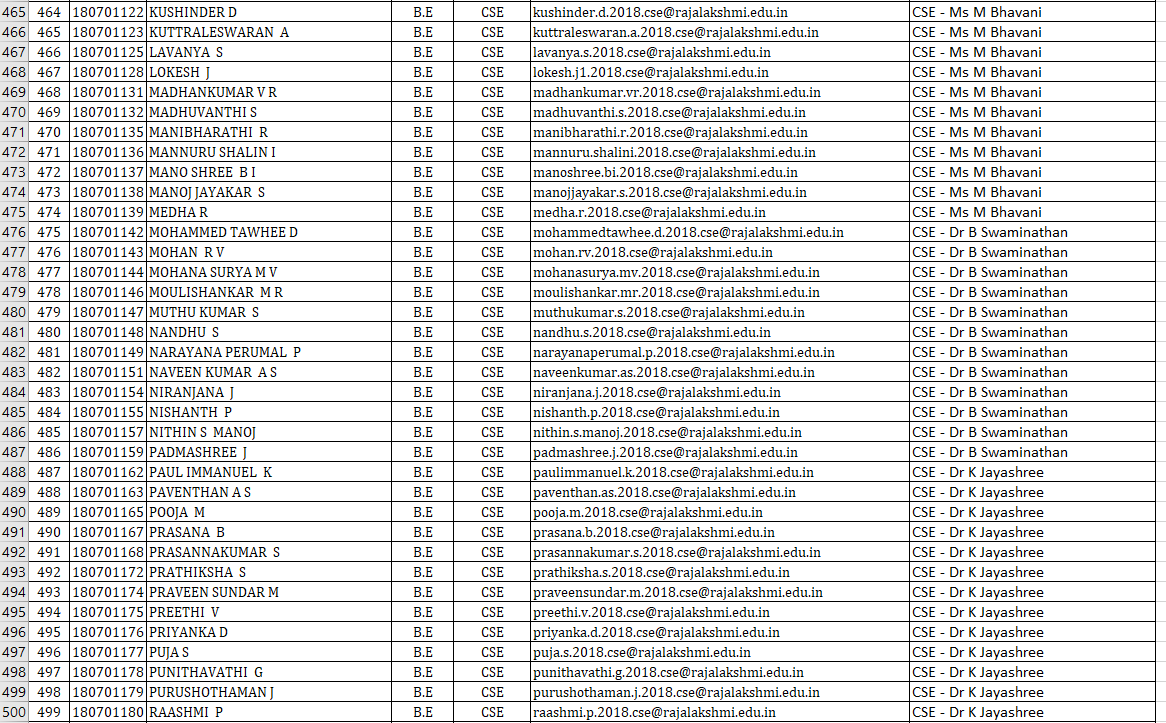 465 464 180701122 KUSHINDER D B.E CSE kushinder.d.2018.cse@rajalakshmi.edu.in CSE - Ms M Bhavani
466 465 180701123 KUTTRALESWARAN A B.E CSE kuttraleswaran.a.2018.cse@rajalakshmi.edu.in CSE - Ms M Bhavani
467 466 180701125 LAVANYA S B.E CSE lavanya.s.2018.cse@rajalakshmi.edu.in CSE - Ms M Bhavani
468 467 180701128 LOKESH J B.E CSE lokesh.j1.2018.cse@rajalakshmi.edu.in CSE - Ms M Bhavani
469 468 180701131 MADHANKUMAR V R B.E CSE madhankumar.vr.2018.cse@rajalakshmi.edu.in CSE - Ms M Bhavani
470 469 180701132 MADHUVANTHI S B.E CSE madhuvanthi.s.2018.cse@rajalakshmi.edu.in CSE - Ms M Bhavani
471 470 180701135 MANIBHARATHI R B.E CSE manibharathi.r.2018.cse@rajalakshmi.edu.in CSE - Ms M Bhavani
472 471 180701136 MANNURU SHALIN I B.E CSE mannuru.shalini.2018.cse@rajalakshmi.edu.in CSE - Ms M Bhavani
473 472 180701137 MANO SHREE B I B.E CSE manoshree.bi.2018.cse@rajalakshmi.edu.in CSE - Ms M Bhavani
474 473 180701138 MANOJ JAYAKAR S B.E CSE manojjayakar.s.2018.cse@rajalakshmi.edu.in CSE - Ms M Bhavani
475 474 180701139 MEDHA R B.E CSE medha.r.2018.cse@rajalakshmi.edu.in CSE - Ms M Bhavani
476 475 180701142 MOHAMMED TAWHEE D B.E CSE mohammedtawhee.d.2018.cse@rajalakshmi.edu.in CSE - Dr B Swaminathan
477 476 180701143 MOHAN R V B.E CSE mohan.rv.2018.cse@rajalakshmi.edu.in CSE - Dr B Swaminathan
478 477 180701144 MOHANA SURYA M V B.E CSE mohanasurya.mv.2018.cse@rajalakshmi.edu.in CSE - Dr B Swaminathan
479 478 180701146 MOULISHANKAR M R B.E CSE moulishankar.mr.2018.cse@rajalakshmi.edu.in CSE - Dr B Swaminathan
480 479 180701147 MUTHU KUMAR S B.E CSE muthukumar.s.2018.cse@rajalakshmi.edu.in CSE - Dr B Swaminathan
481 480 180701148 NANDHU S B.E CSE nandhu.s.2018.cse@rajalakshmi.edu.in CSE - Dr B Swaminathan
482 481 180701149 NARAYANA PERUMAL P B.E CSE narayanaperumal.p.2018.cse@rajalakshmi.edu.in CSE - Dr B Swaminathan
483 482 180701151 NAVEEN KUMAR A S B.E CSE naveenkumar.as.2018.cse@rajalakshmi.edu.in CSE - Dr B Swaminathan
484 483 180701154 NIRANJANA J B.E CSE niranjana.j.2018.cse@rajalakshmi.edu.in CSE - Dr B Swaminathan
485 484 180701155 NISHANTH P B.E CSE nishanth.p.2018.cse@rajalakshmi.edu.in CSE - Dr B Swaminathan
486 485 180701157 NITHIN S MANOJ B.E CSE nithin.s.manoj.2018.cse@rajalakshmi.edu.in CSE - Dr B Swaminathan
487 486 180701159 PADMASHREE J B.E CSE padmashree.j.2018.cse@rajalakshmi.edu.in CSE - Dr B Swaminathan
488 487 180701162 PAUL IMMANUEL K B.E CSE paulimmanuel.k.2018.cse@rajalakshmi.edu.in CSE - Dr K Jayashree
489 488 180701163 PAVENTHAN A S B.E CSE paventhan.as.2018.cse@rajalakshmi.edu.in CSE - Dr K Jayashree
490 489 180701165 POOJA M B.E CSE pooja.m.2018.cse@rajalakshmi.edu.in CSE - Dr K Jayashree
491 490 180701167 PRASANA B B.E CSE prasana.b.2018.cse@rajalakshmi.edu.in CSE - Dr K Jayashree
492 491 180701168 PRASANNAKUMAR S B.E CSE prasannakumar.s.2018.cse@rajalakshmi.edu.in CSE - Dr K Jayashree
493 492 180701172 PRATHIKSHA S B.E CSE prathiksha.s.2018.cse@rajalakshmi.edu.in CSE - Dr K Jayashree
494 493 180701174 PRAVEEN SUNDAR M B.E CSE praveensundar.m.2018.cse@rajalakshmi.edu.in CSE - Dr K Jayashree
495 494 180701175 PREETHI V B.E CSE preethi.v.2018.cse@rajalakshmi.edu.in CSE - Dr K Jayashree
496 495 180701176 PRIYANKA D B.E CSE priyanka.d.2018.cse@rajalakshmi.edu.in CSE - Dr K Jayashree
497 496 180701177 PUJA S B.E CSE puja.s.2018.cse@rajalakshmi.edu.in CSE - Dr K Jayashree
498 497 180701178 PUNITHAVATHI G B.E CSE punithavathi.g.2018.cse@rajalakshmi.edu.in CSE - Dr K Jayashree
499 498 180701179 PURUSHOTHAMAN J B.E CSE purushothaman.j.2018.cse@rajalakshmi.edu.in CSE - Dr K Jayashree
500 499 180701180 RAASHMI P B.E CSE raashmi.p.2018.cse@rajalakshmi.edu.in CSE - Dr K Jayashree